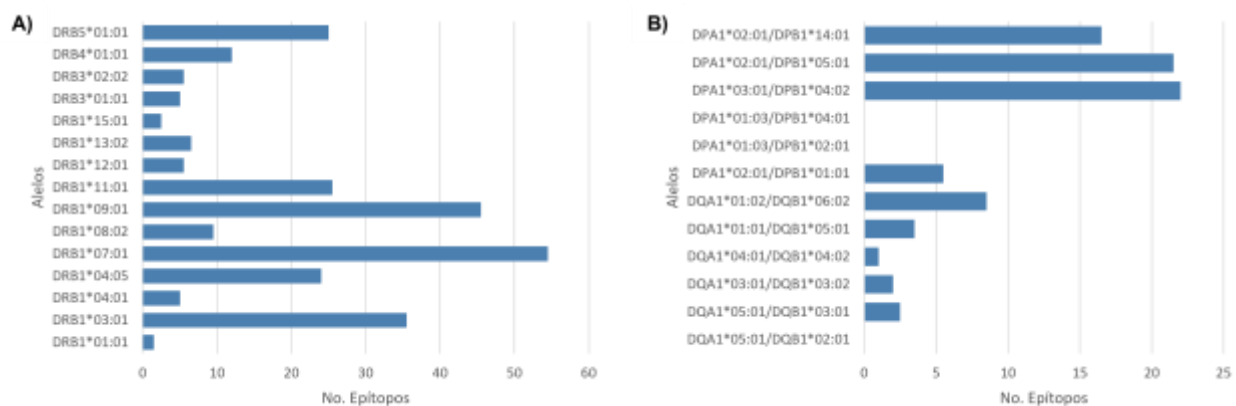 A)
DRB5*01:01
DRB4*01:01
DRB3*02:02
DRB3*01:01
DRB1*15:01
DRB1*13:02
DRB1*12:01
DRB1*11:01
DRB1*09:01
DRB1*08:02
DRB1*07:01
DRB1*04:05
DRB1*04:01
DRB1*03:01
DRB1*01:01
Alelos
0 10 20 30 40 50 60
No. Epítopos
B)
DPA1*02:01/DPB1*14:01
DPA1*02:01/DPB1*05:01
DPA1*03:01/DPB1*04:02
DPA1*01:03/DPB1*04:01
DPA1*01:03/DPB1*02:01
DPA1*02:01/DPB1*01:01
DQA1*01:02/DQB1*06:02
DQA1*01:01/DQB1*05:01
DQA1*04:01/DQB1*04:02
DQA1*03:01/DQB1*03:02
DQA1*05:01/DQB1*03:01
DQA1*05:01/DQB1*02:01
Alelos
0 5 10 15 20 25
No. Epítopos